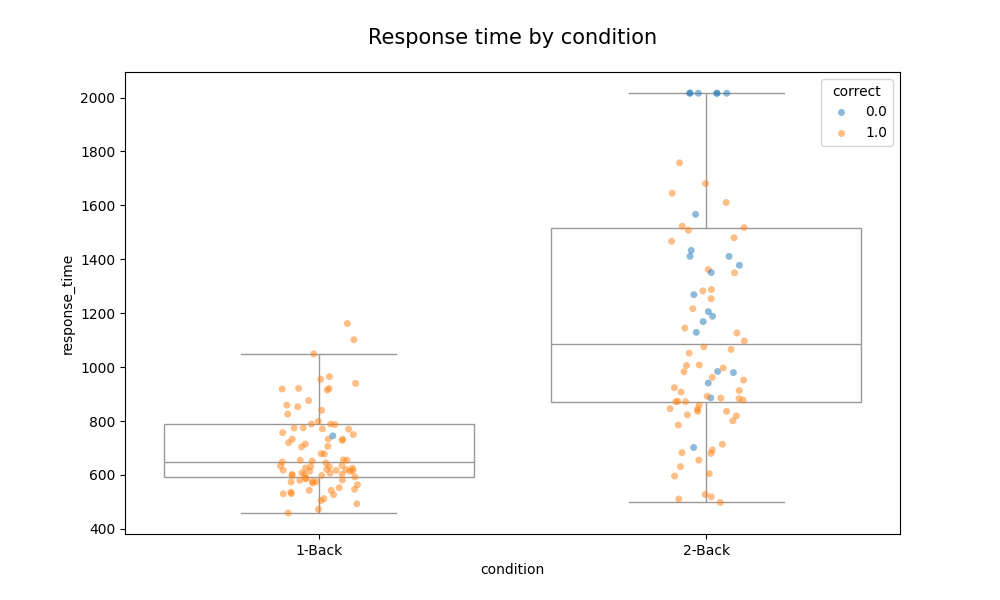 Response time by condition
correct
0.0
1.0
2000
1800
1600
1400
1200
1000
800
600
400
response_time
1-Back
2-Back
condition